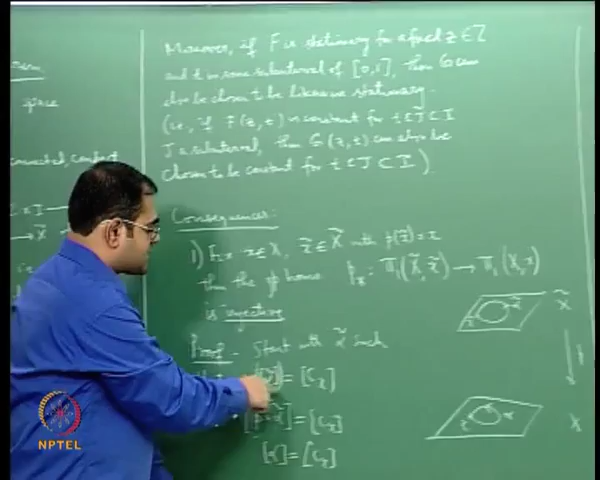 Moreover, if F is stationary for a fixed z ∈ Z
and t in some subinterval of [0,1], then G can
also be chosen to be likewise stationary.
(i.e., if F(z,t) is constant for t ∈ J ⊂ I
J a subinterval, then G(z,t) can also be
chosen to be constant for t ∈ J ⊂ I)
Consequences:
1) Fix x ∈ X, x̃ ∈ X̃ with p(x̃) = x
then the gp homo p_* : π₁(X̃, x̃) → π₁(X, x)
is injective
Proof. Start with α̃ such
= [C_x]
[p∘α̃] = [C_x]
[α] = [C_x]
X̃
p
X
NPTEL